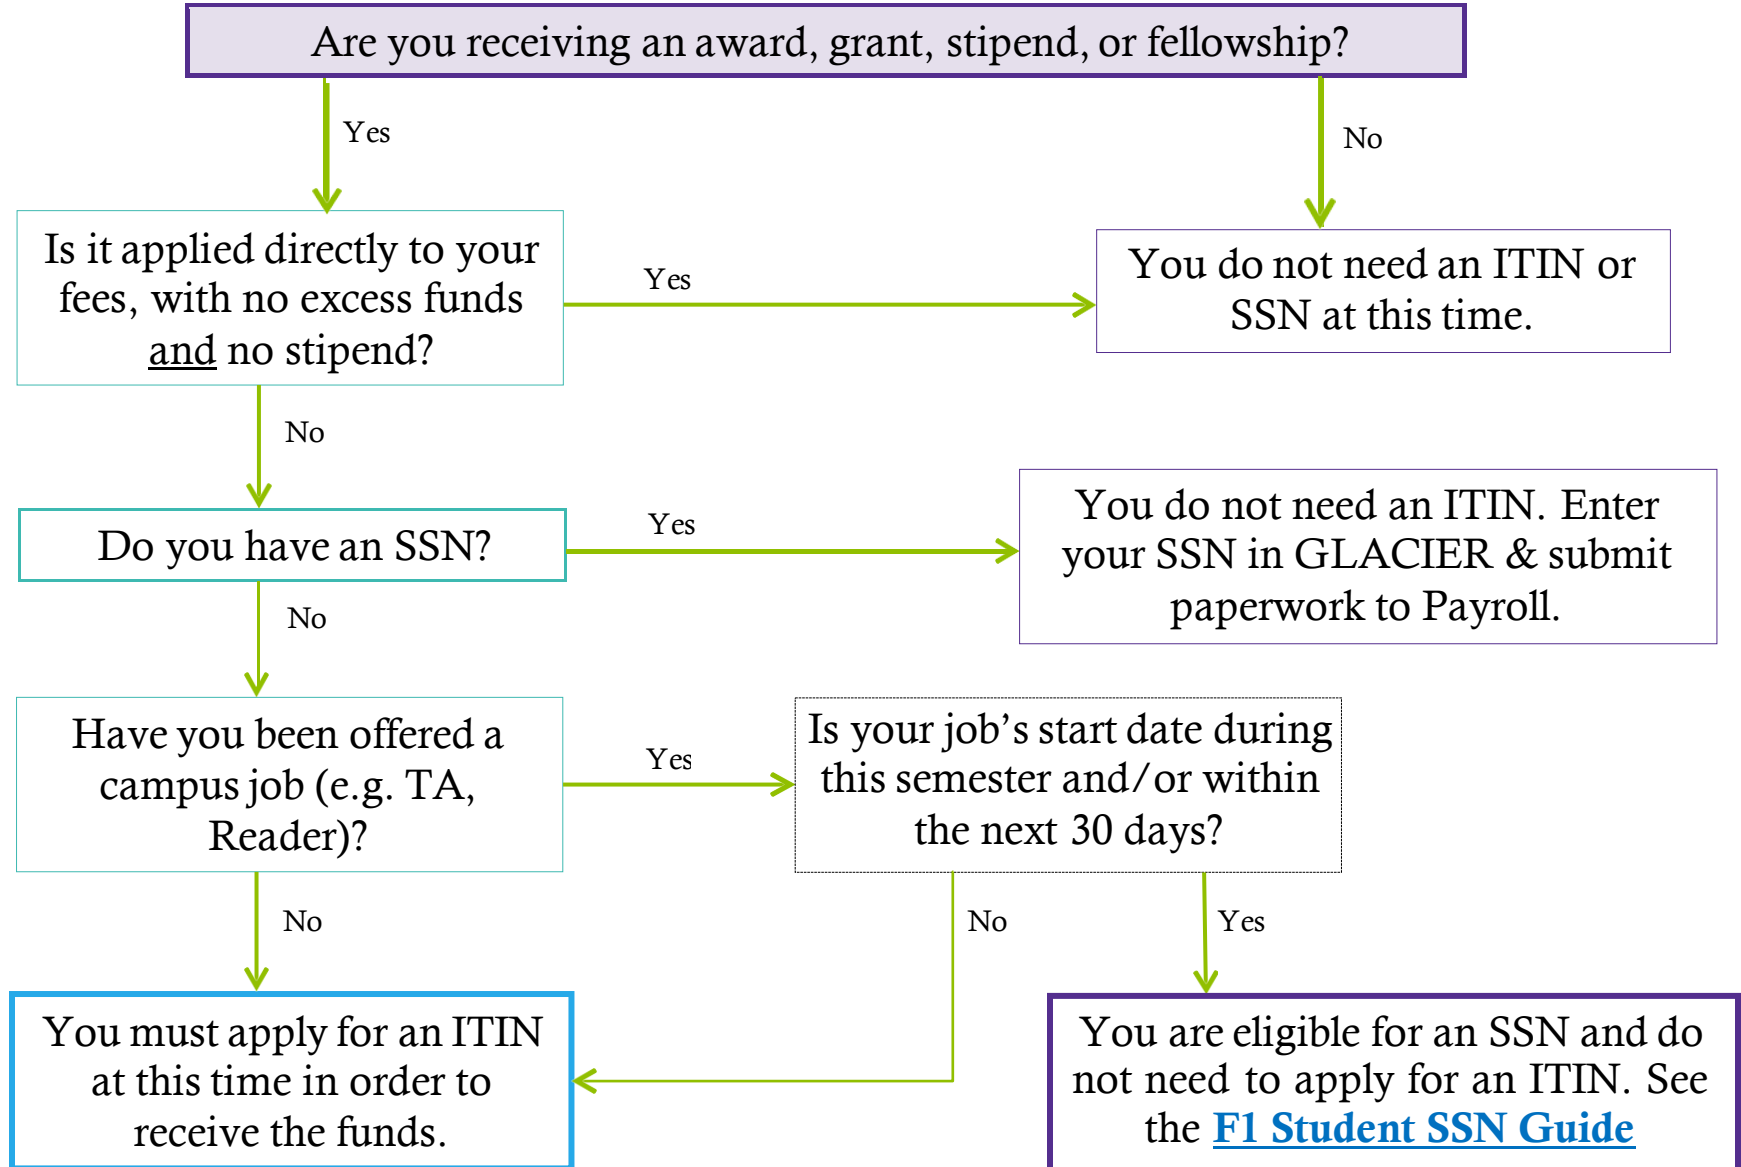 Are you receiving an award, grant, stipend, or fellowship?
Yes
No
Is it applied directly to your
fees, with no excess funds
and no stipend?
Yes
You do not need an ITIN or
SSN at this time.
No
Do you have an SSN?
Yes
You do not need an ITIN. Enter
your SSN in GLACIER & submit
paperwork to Payroll.
No
Have you been offered a
campus job (e.g. TA,
Reader)?
Yes
Is your job’s start date during
this semester and/or within
the next 30 days?
No
No
Yes
You must apply for an ITIN
at this time in order to
receive the funds.
You are eligible for an SSN and do
not need to apply for an ITIN. See
the F1 Student SSN Guide